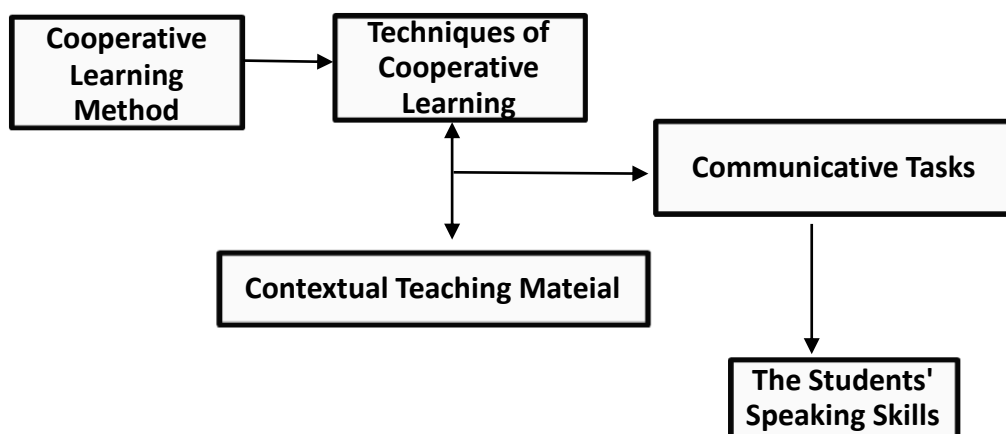 Cooperative
Learning
Method
Techniques of
Cooperative
Learning
Communicative Tasks
Contextual Teaching Mateial
The Students'
Speaking Skills